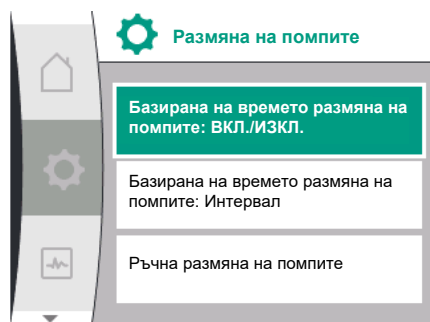 Размяна на помпите
Базирана на времето размяна на
помпите: ВКЛ./ИЗКЛ.
Базирана на времето размяна на
помпите: Интервал
Ръчна размяна на помпите